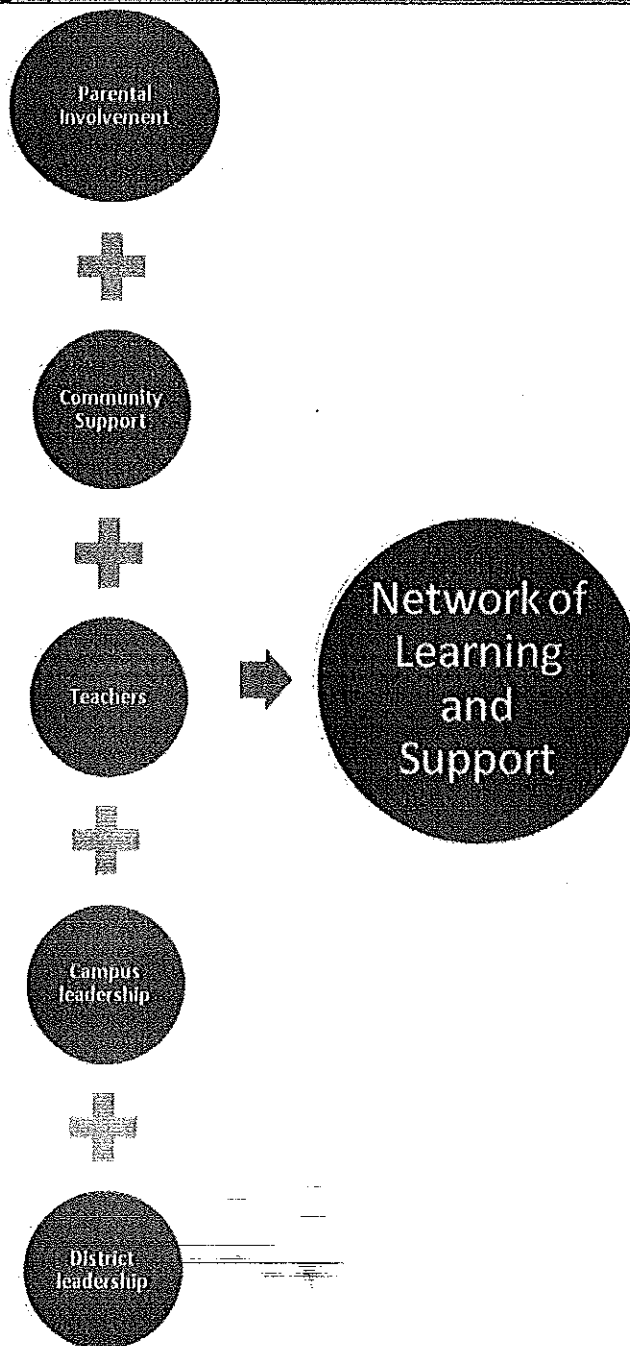 Parental
Involvement
Community
Support
Teachers
Network of
Learning
and
Support
Campus
leadership
District
leadership